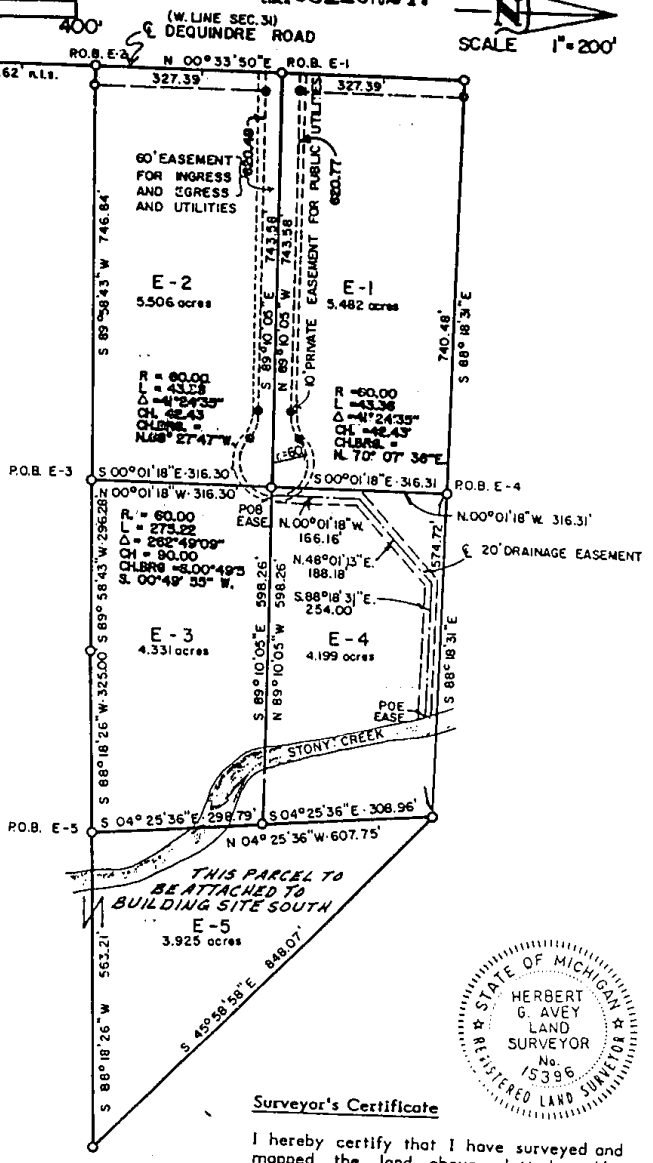 400'
(W. LINE SEC. 31)
℄ DEQUINDRE ROAD
N
SCALE 1"=200'
P.O.B. E-2
N 00°33'50"E
P.O.B. E-1
62' n.l.s.
327.39'
327.39'
620.48
620.77
60' EASEMENT
FOR INGRESS
AND EGRESS
AND UTILITIES
10' PRIVATE EASEMENT FOR PUBLIC UTILITIES
S 89°58'43"W 746.84'
S 89°10'05"E 743.58'
N 89°10'05"W 743.58'
740.48' S 88°18'31"E
E-2
5.506 acres
E-1
5.482 acres
R = 60.00
Δ = 41°24'35"
CH. 42.43
CH.BRG. =
R = 60.00
L = 43.36
Δ = 41°24'35"
CH. = 42.43'
CH.BRG. =
N. 70° 07' 36"E
r=60'
P.O.B. E-3
S 00°01'18"E·316.30'
S 00°01'18"E·316.31'
P.O.B. E-4
N 00°01'18"W·316.30'
N.00°01'18"W. 316.31'
POB
EASE.
N.00°01'18"W.
166.16'
R. = 60.00
L = 275.22
Δ = 262°49'09"
CH = 90.00
CH.BRG =S.00°49'5
S. 00°49' 55" W.
N.48°01'13"E.
188.18'
℄ 20' DRAINAGE EASEMENT
S.88°18'31"E.
254.00'
S 89°58'43"W·296.28'
S 88°18'26"W·325.00'
S 89°10'05"E 598.26'
N 89°10'05"W 598.26'
574.72'
S 88°18'31"E
E-3
4.331 acres
E-4
4.199 acres
POE
EASE
STONY CREEK
P.O.B. E-5
S 04°25'36"E·298.79'
S 04°25'36"E·308.96'
N 04°25'36"W·607.75'
THIS PARCEL TO
BE ATTACHED TO
BUILDING SITE SOUTH
E-5
3.925 acres
S 88°18'26"W 563.21'
S 45°58'58"E 848.07'
STATE OF MICHIGAN
HERBERT
G. AVEY
LAND
SURVEYOR
No.
15396
REGISTERED LAND SURVEYOR
Surveyor's Certificate
I hereby certify that I have surveyed and
mapped the land above